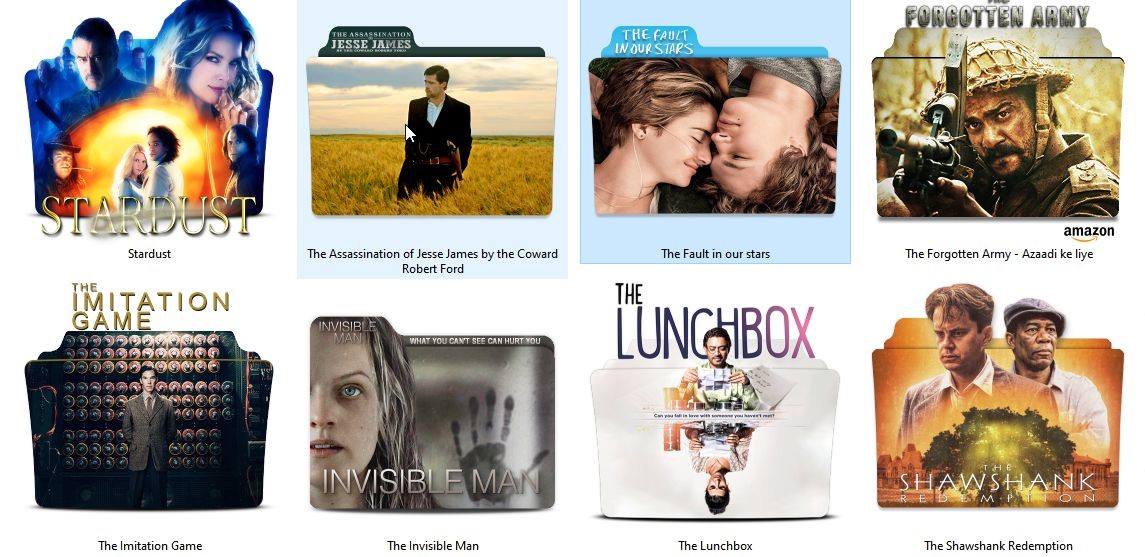 STARDUST
THE ASSASSINATION
JESSE JAMES
BY THE COWARD ROBERT FORD
THE FAULT
IN OUR STARS
THE
FORGOTTEN ARMY
amazon
Stardust
The Assassination of Jesse James by the Coward
Robert Ford
The Fault in our stars
The Forgotten Army - Azaadi ke liye
THE
IMITATION
GAME
INVISIBLE
MAN
WHAT YOU CAN'T SEE CAN HURT YOU
INVISIBLE MAN
THE
LUNCHBOX
Can you fall in love with someone you haven't met?
THE
SHAWSHANK
REDEMPTION
The Imitation Game
The Invisible Man
The Lunchbox
The Shawshank Redemption